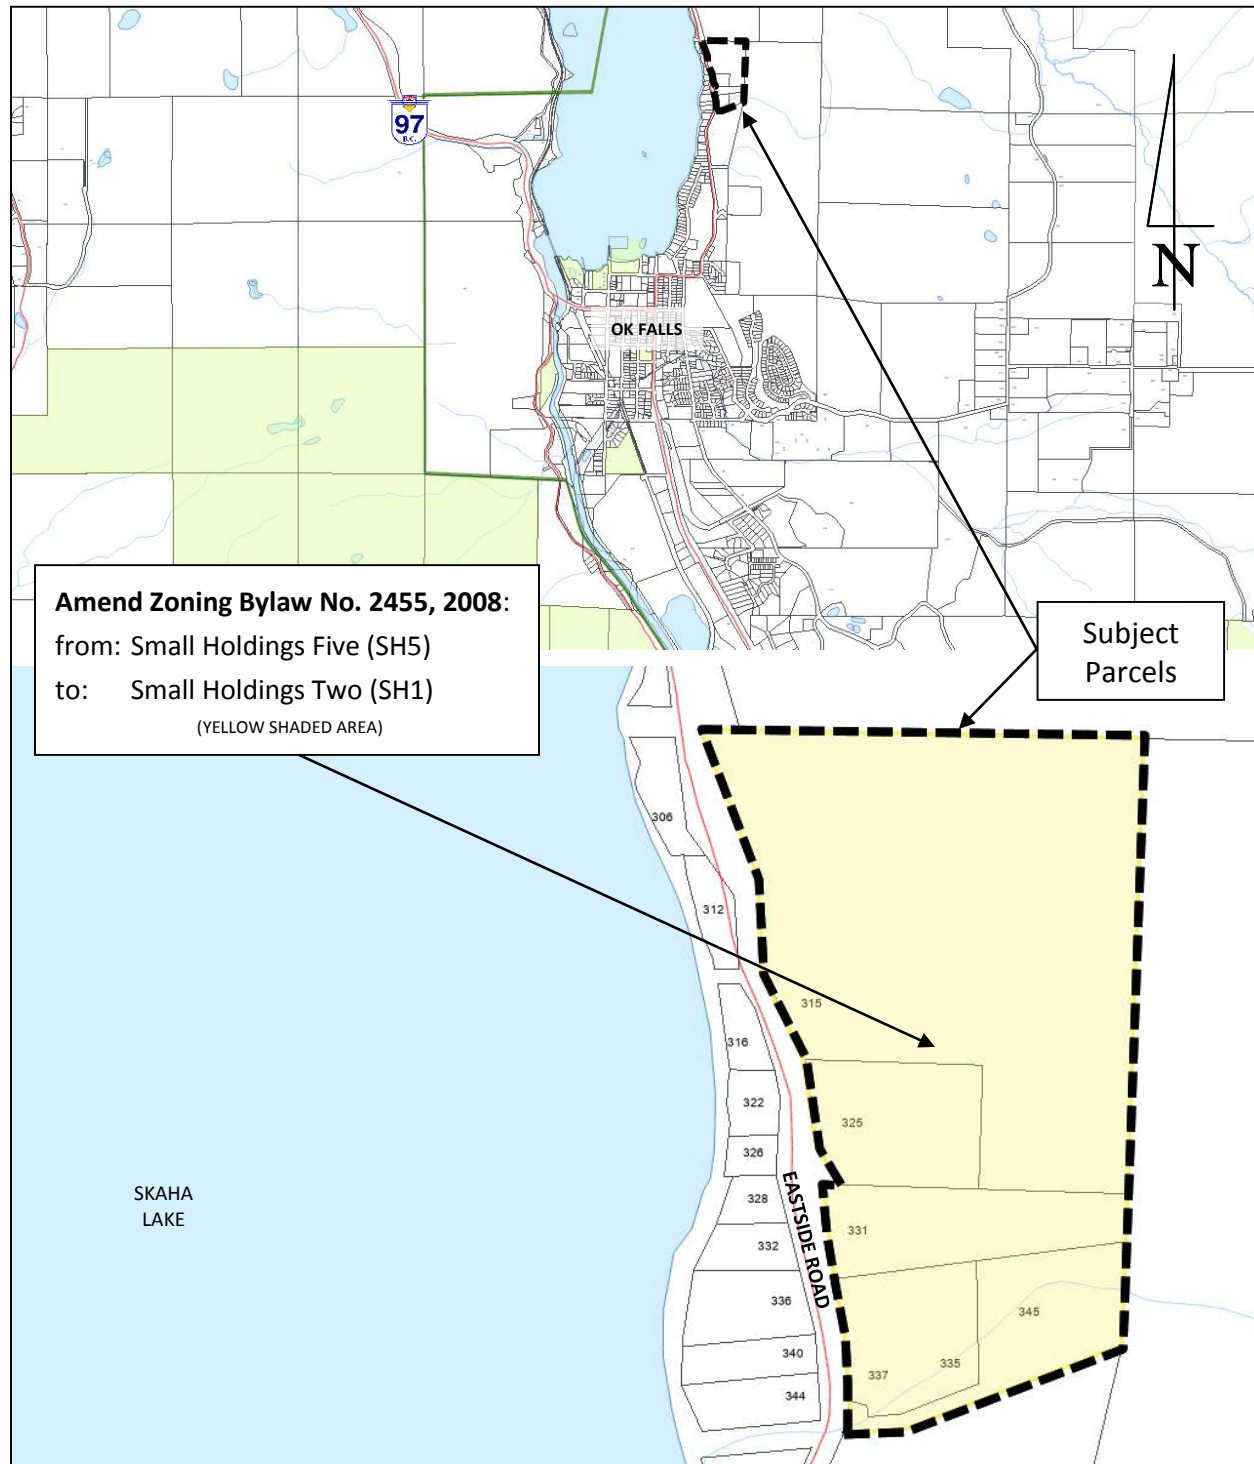 97
B.C.
OK FALLS
N
Amend Zoning Bylaw No. 2455, 2008:
from: Small Holdings Five (SH5)
to: Small Holdings Two (SH1)
(YELLOW SHADED AREA)
Subject
Parcels
306
312
315
316
322
325
326
328
331
332
336
345
340
335
337
344
EASTSIDE ROAD
SKAHA
LAKE